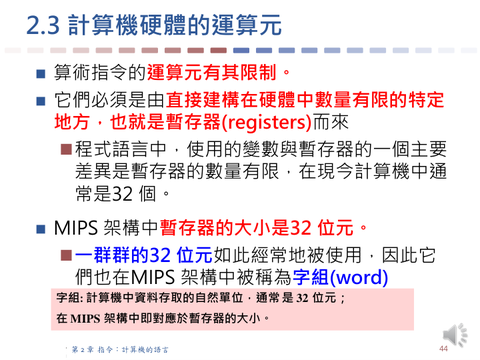 2.3 計算機硬體的運算元
算術指令的運算元有其限制。
它們必須是由直接建構在硬體中數量有限的特定
地方，也就是暫存器(registers)而來
程式語言中，使用的變數與暫存器的一個主要
差異是暫存器的數量有限，在現今計算機中通
常是32 個。
MIPS 架構中暫存器的大小是32 位元。
一群群的32 位元如此經常地被使用，因此它
們也在MIPS 架構中被稱為字組(word)
字組: 計算機中資料存取的自然單位，通常是 32 位元；
在 MIPS 架構中即對應於暫存器的大小。
第 2 章 指令：計算機的語言
44